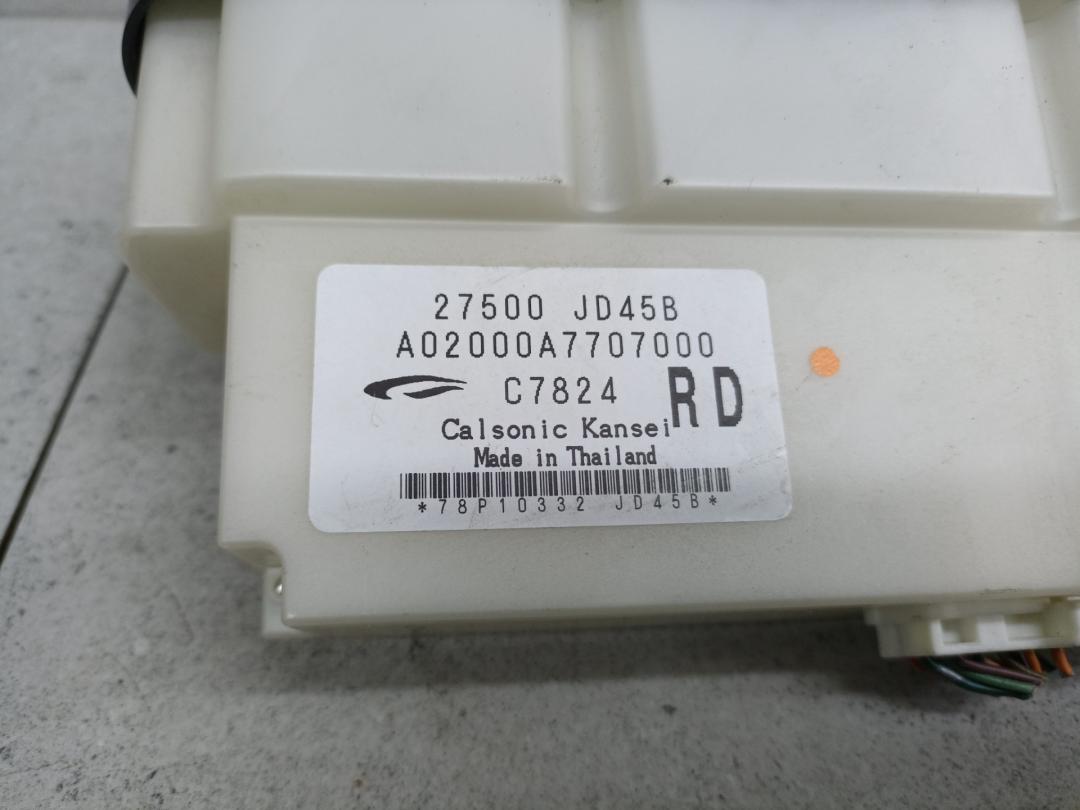 27500 JD45B
A02000A7707000
C7824 RD
Calsonic Kansei
Made in Thailand
*78P10332 JD45B*